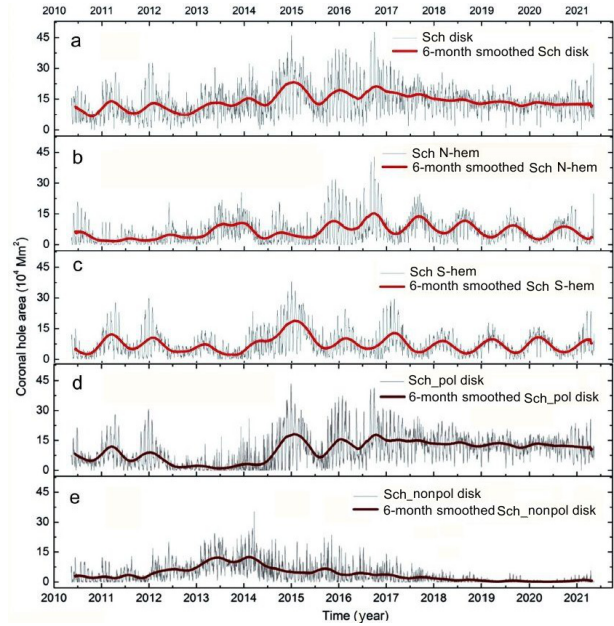 2010 2011 2012 2013 2014 2015 2016 2017 2018 2019 2020 2021
a
Sch disk
6-month smoothed Sch disk
45
30
15
0
b
Sch N-hem
6-month smoothed Sch N-hem
45
30
15
0
c
Sch S-hem
6-month smoothed Sch S-hem
45
30
15
0
Coronal hole area (10⁴ Mm²)
d
Sch_pol disk
6-month smoothed Sch_pol disk
45
30
15
0
e
Sch_nonpol disk
6-month smoothed Sch_nonpol disk
45
30
15
0
2010 2011 2012 2013 2014 2015 2016 2017 2018 2019 2020 2021
Time (year)